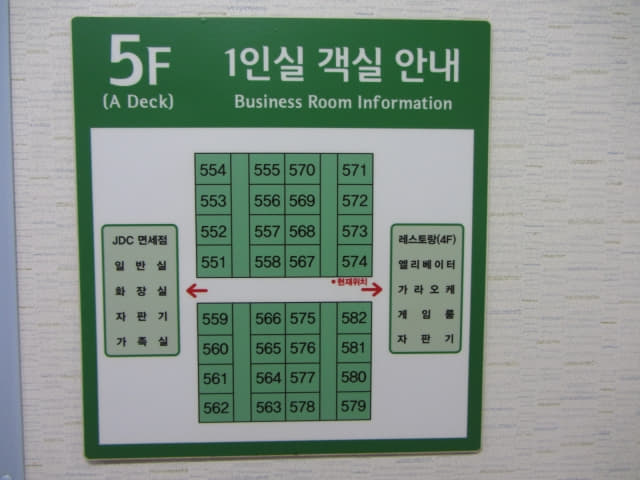 5F
(A Deck)
1인실 객실 안내
Business Room Information
554 555 570 571
553 556 569 572
552 557 568 573
551 558 567 574
JDC 면세점
일 반 실
화 장 실
자 판 기
가 족 실
현재위치
레스토랑(4F)
엘리베이터
가 라 오 케
게 임 룸
자 판 기
559 566 575 582
560 565 576 581
561 564 577 580
562 563 578 579